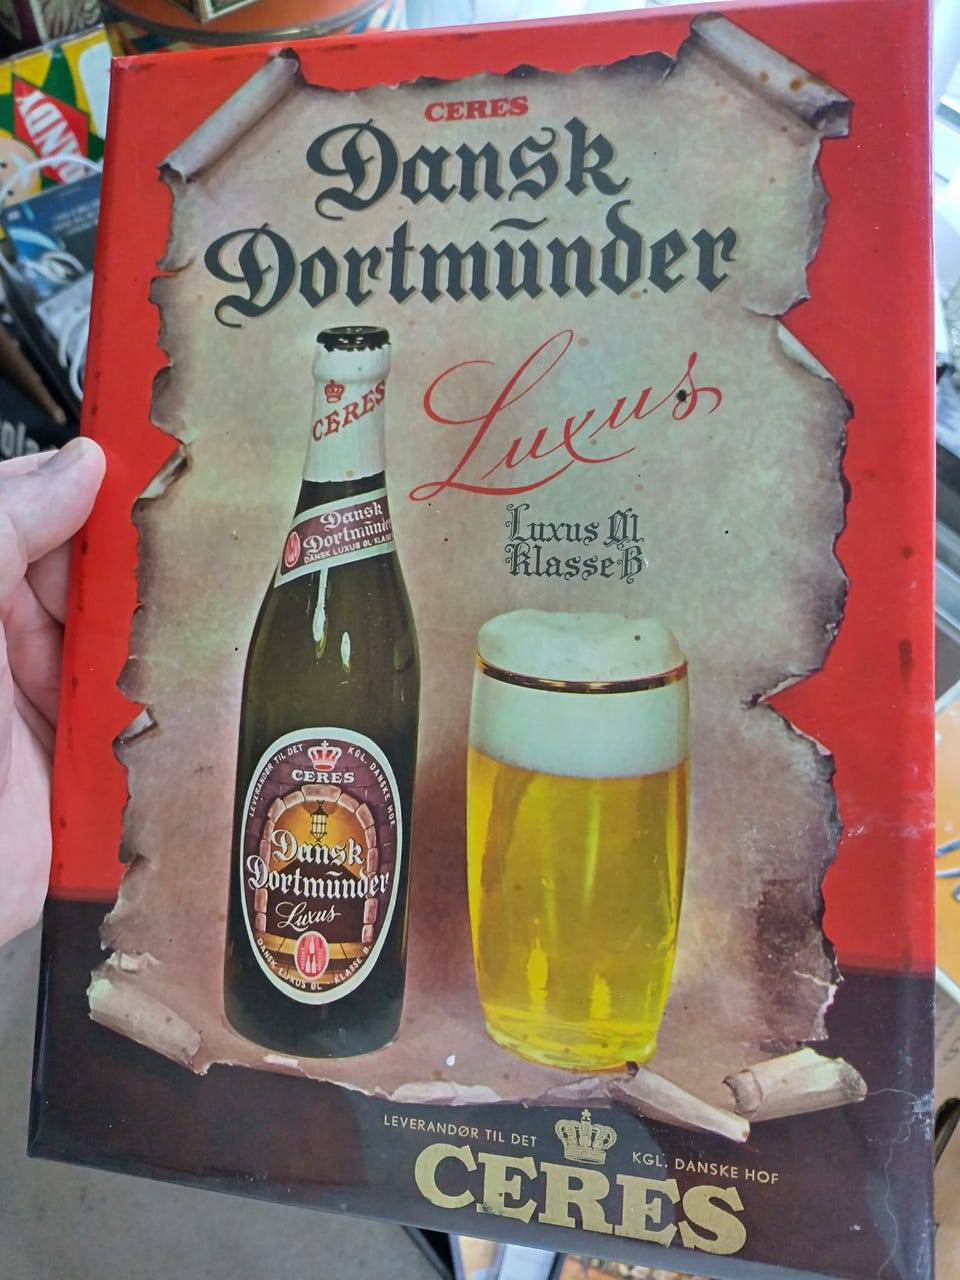 CERES
Dansk
Dortmünder
Luxus
Luxus Øl
Klasse B
CERES
Dansk
Dortmünder
DANSK LUXUS ØL · KLASSE
LEVERANDØR TIL DET KGL. DANSKE HOF
CERES
Dansk
Dortmünder
Luxus
DANSK LUXUS ØL · KLASSE B.
LEVERANDØR TIL DET KGL. DANSKE HOF
CERES
ANDY